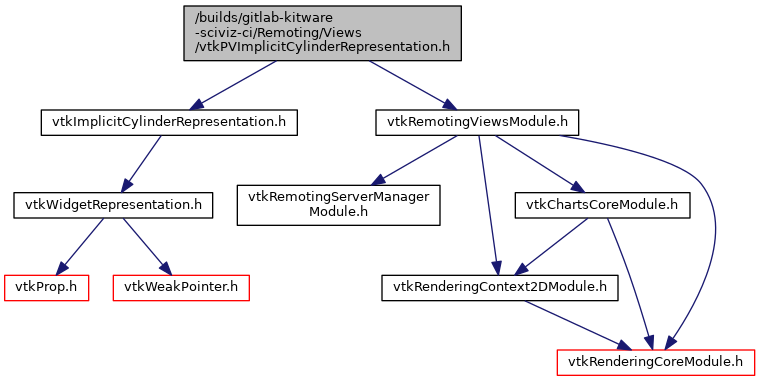 /builds/gitlab-kitware
-sciviz-ci/Remoting/Views
/vtkPVImplicitCylinderRepresentation.h
vtkImplicitCylinderRepresentation.h
vtkRemotingViewsModule.h
vtkWidgetRepresentation.h
vtkRemotingServerManager
Module.h
vtkChartsCoreModule.h
vtkProp.h
vtkWeakPointer.h
vtkRenderingContext2DModule.h
vtkRenderingCoreModule.h